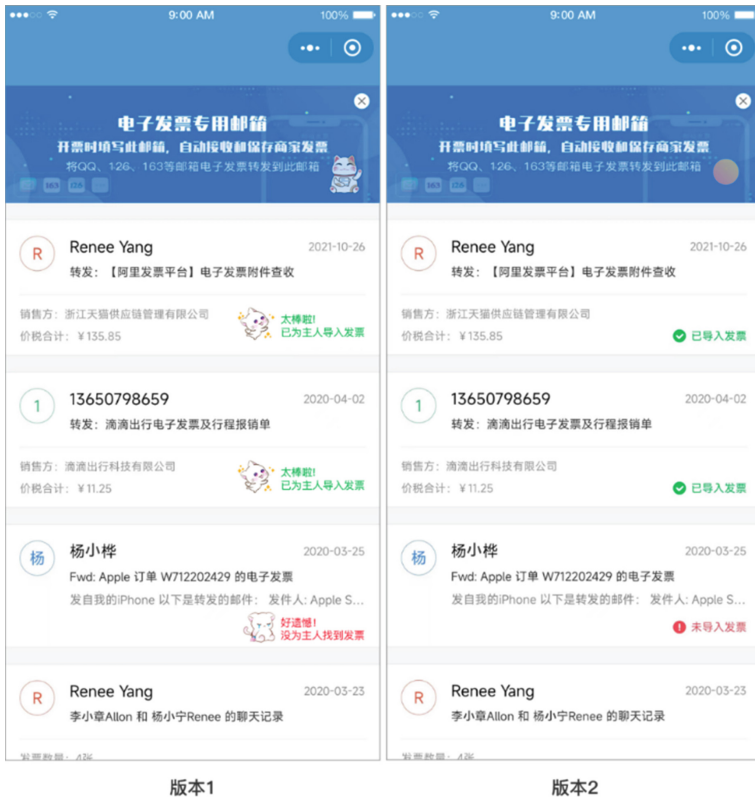 9:00 AM
100%
电子发票专用邮箱
开票时填写此邮箱，自动接收和保存商家发票
将QQ、126、163等邮箱电子发票转发到此邮箱
163 126
R
Renee Yang
2021-10-26
转发：【阿里发票平台】电子发票附件查收
销售方：浙江天猫供应链管理有限公司
价税合计：￥135.85
太棒啦！
已为主人导入发票
1
13650798659
2020-04-02
转发：滴滴出行电子发票及行程报销单
销售方：滴滴出行科技有限公司
价税合计：￥11.25
太棒啦！
已为主人导入发票
杨
杨小桦
2020-03-25
Fwd: Apple 订单 W712202429 的电子发票
发自我的iPhone 以下是转发的邮件： 发件人: Apple S...
好遗憾！
没为主人找到发票
R
Renee Yang
2020-03-23
李小章Allon 和 杨小宁Renee 的聊天记录
发票数量：4张
版本1
9:00 AM
100%
电子发票专用邮箱
开票时填写此邮箱，自动接收和保存商家发票
将QQ、126、163等邮箱电子发票转发到此邮箱
163 126
R
Renee Yang
2021-10-26
转发：【阿里发票平台】电子发票附件查收
销售方：浙江天猫供应链管理有限公司
价税合计：￥135.85
已导入发票
1
13650798659
2020-04-02
转发：滴滴出行电子发票及行程报销单
销售方：滴滴出行科技有限公司
价税合计：￥11.25
已导入发票
杨
杨小桦
2020-03-25
Fwd: Apple 订单 W712202429 的电子发票
发自我的iPhone 以下是转发的邮件： 发件人: Apple S...
未导入发票
R
Renee Yang
2020-03-23
李小章Allon 和 杨小宁Renee 的聊天记录
发票数量：4张
版本2